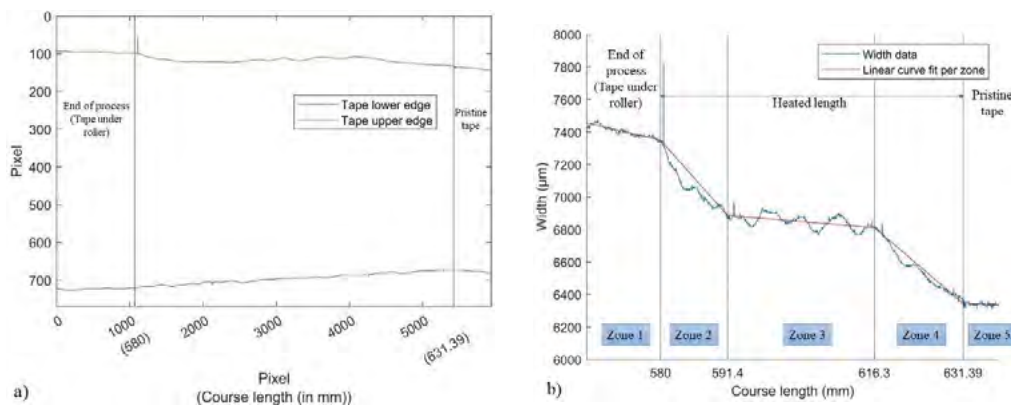 0
100
200
300
400
500
600
700
Pixel
End of process
(Tape under
roller)
Tape lower edge
Tape upper edge
Pristine
tape
0
1000
(580)
2000
3000
4000
5000
(631.39)
Pixel
(Course length (in mm))
a)
8000
7800
7600
7400
7200
7000
6800
6600
6400
6200
6000
Width (μm)
End of
process
(Tape under
roller)
Width data
Linear curve fit per zone
Heated length
Pristine
tape
Zone 1
Zone 2
Zone 3
Zone 4
Zone 5
580
591.4
616.3
631.39
Course length (mm)
b)